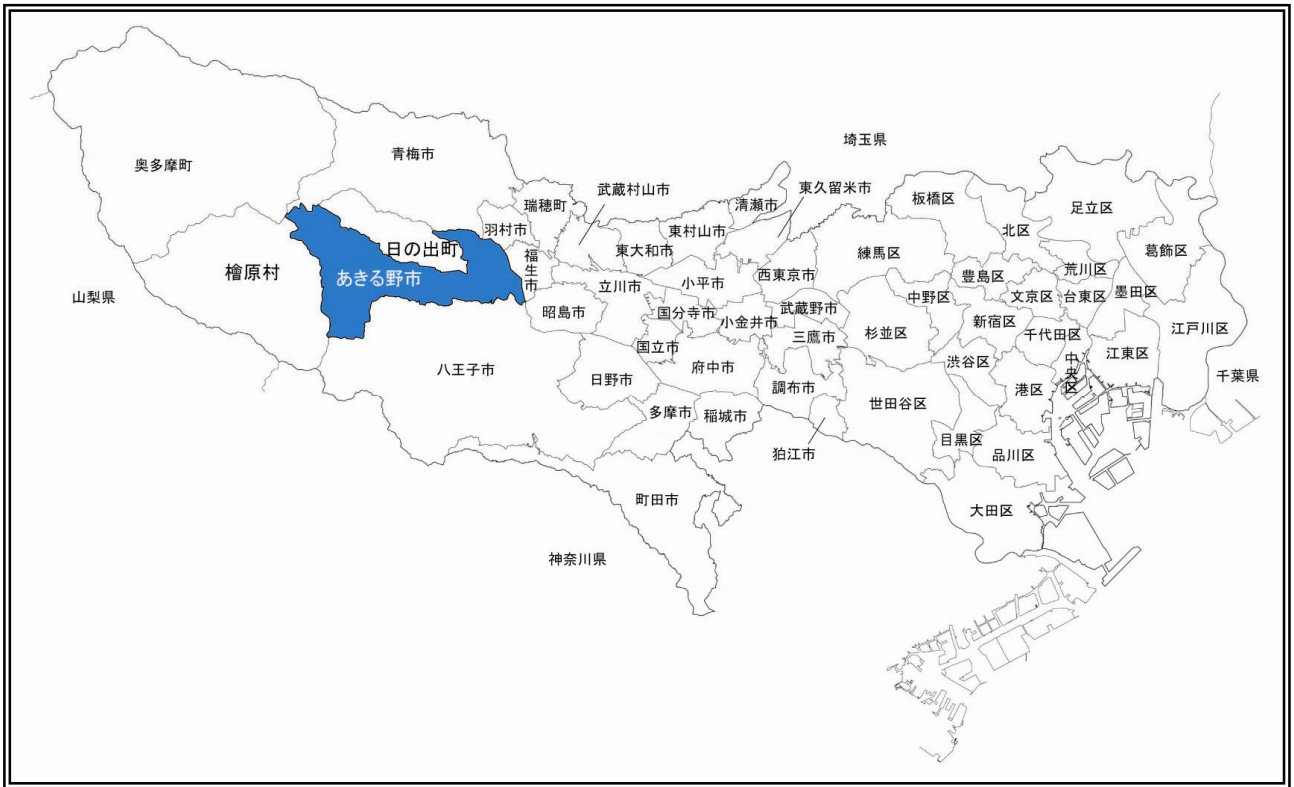 埼玉県
奥多摩町
青梅市
瑞穂町
武蔵村山市
清瀬市
東久留米市
板橋区
足立区
羽村市
東大和市
東村山市
北区
檜原村
日の出町
福生市
西東京市
練馬区
葛飾区
山梨県
あきる野市
立川市
小平市
豊島区
荒川区
中野区
文京区
台東区
墨田区
昭島市
国分寺市
小金井市
武蔵野市
杉並区
新宿区
千代田区
江戸川区
国立市
三鷹市
八王子市
日野市
府中市
調布市
渋谷区
中央区
江東区
千葉県
港区
世田谷区
多摩市
稲城市
狛江市
目黒区
品川区
町田市
大田区
神奈川県